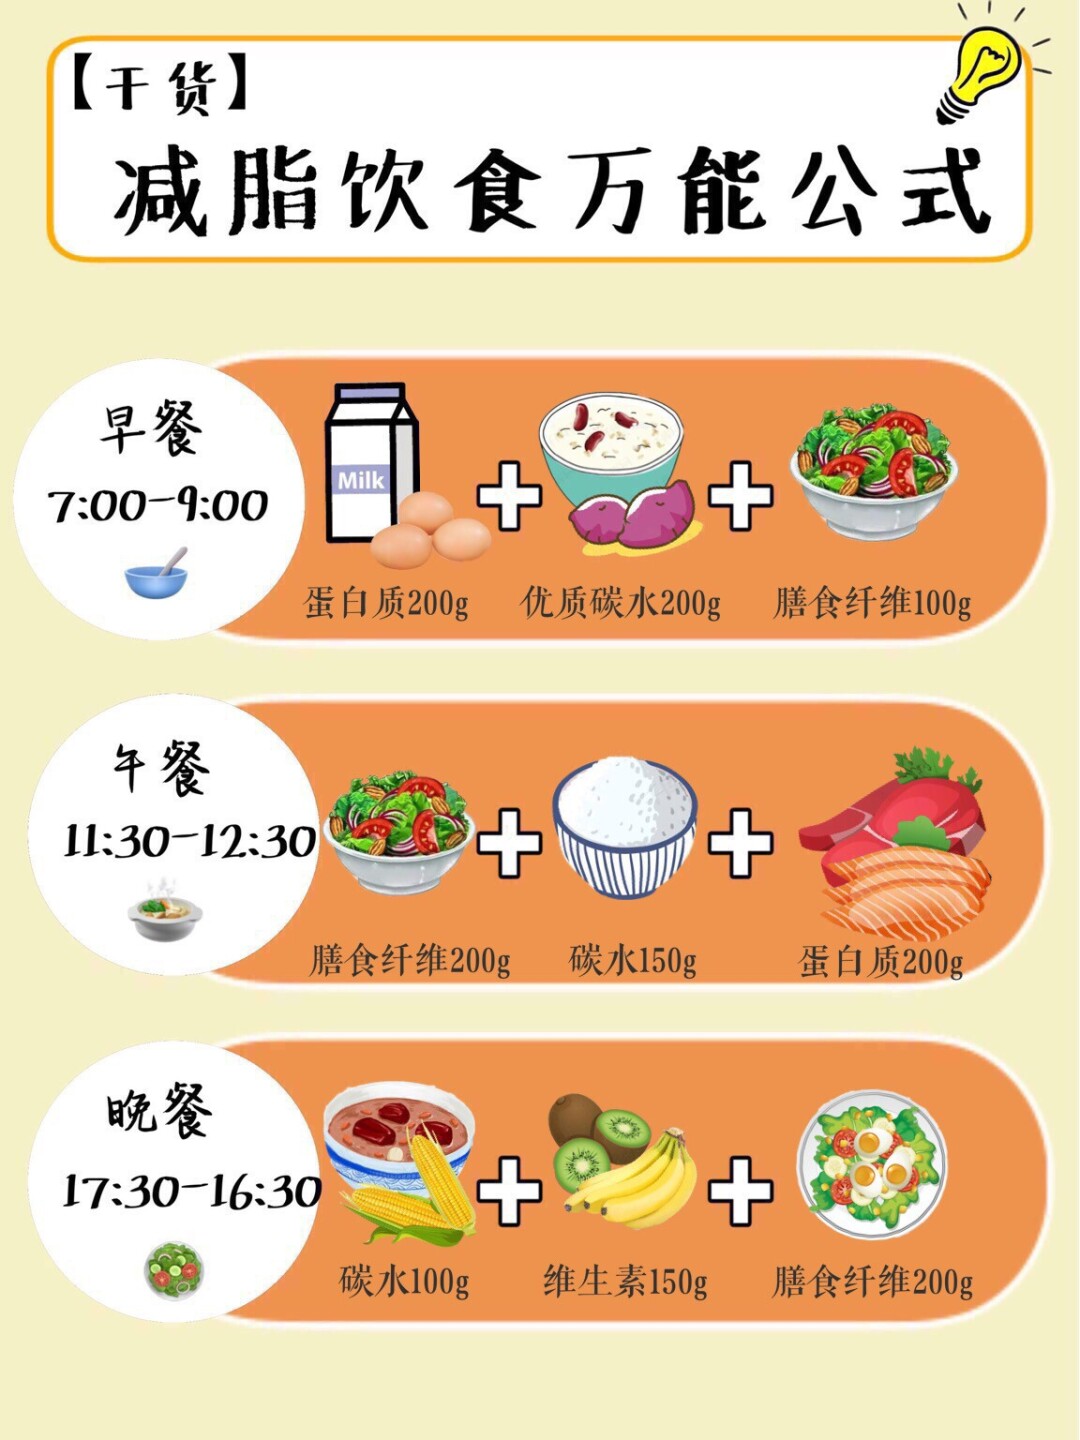 【干货】
减脂饮食万能公式
早餐
7:00-9:00
Milk
蛋白质200g
优质碳水200g
膳食纤维100g
午餐
11:30-12:30
膳食纤维200g
碳水150g
蛋白质200g
晚餐
17:30-16:30
碳水100g
维生素150g
膳食纤维200g